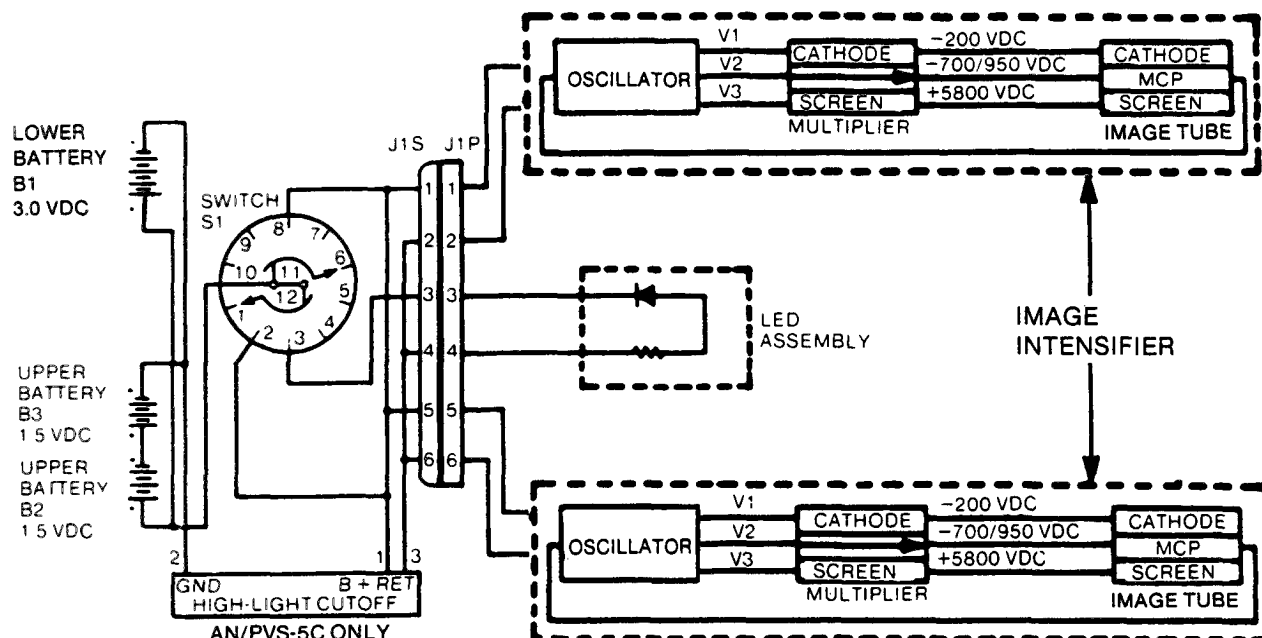 OSCILLATOR
V1
V2
V3
CATHODE
SCREEN
MULTIPLIER
-200 VDC
-700/950 VDC
+5800 VDC
CATHODE
MCP
SCREEN
IMAGE TUBE
LOWER
BATTERY
B1
3.0 VDC
SWITCH
S1
8
7
6
5
4
3
2
1
10
9
11
12
J1S
J1P
1
2
3
4
5
6
1
2
3
4
5
6
LED
ASSEMBLY
IMAGE
INTENSIFIER
UPPER
BATTERY
B3
1 5 VDC
UPPER
BATTERY
B2
1 5 VDC
2
1
3
GND
B + RET
HIGH-LIGHT CUTOFF
AN/PVS-5C ONLY
OSCILLATOR
V1
V2
V3
CATHODE
SCREEN
MULTIPLIER
-200 VDC
-700/950 VDC
+5800 VDC
CATHODE
MCP
SCREEN
IMAGE TUBE